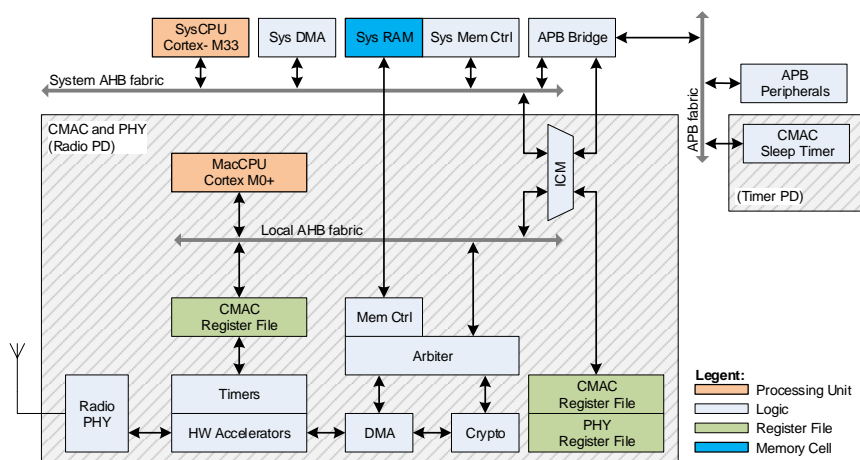 SysCPU
Cortex- M33
Sys DMA
Sys RAM
Sys Mem Ctrl
APB Bridge
System AHB fabric
APB fabric
APB
Peripherals
CMAC
Sleep Timer
(Timer PD)
CMAC and PHY
(Radio PD)
MacCPU
Cortex M0+
ICM
Local AHB fabric
CMAC
Register File
Mem Ctrl
Arbiter
Timers
HW Accelerators
Radio
PHY
DMA
Crypto
CMAC
Register File
PHY
Register File
Legent:
Processing Unit
Logic
Register File
Memory Cell